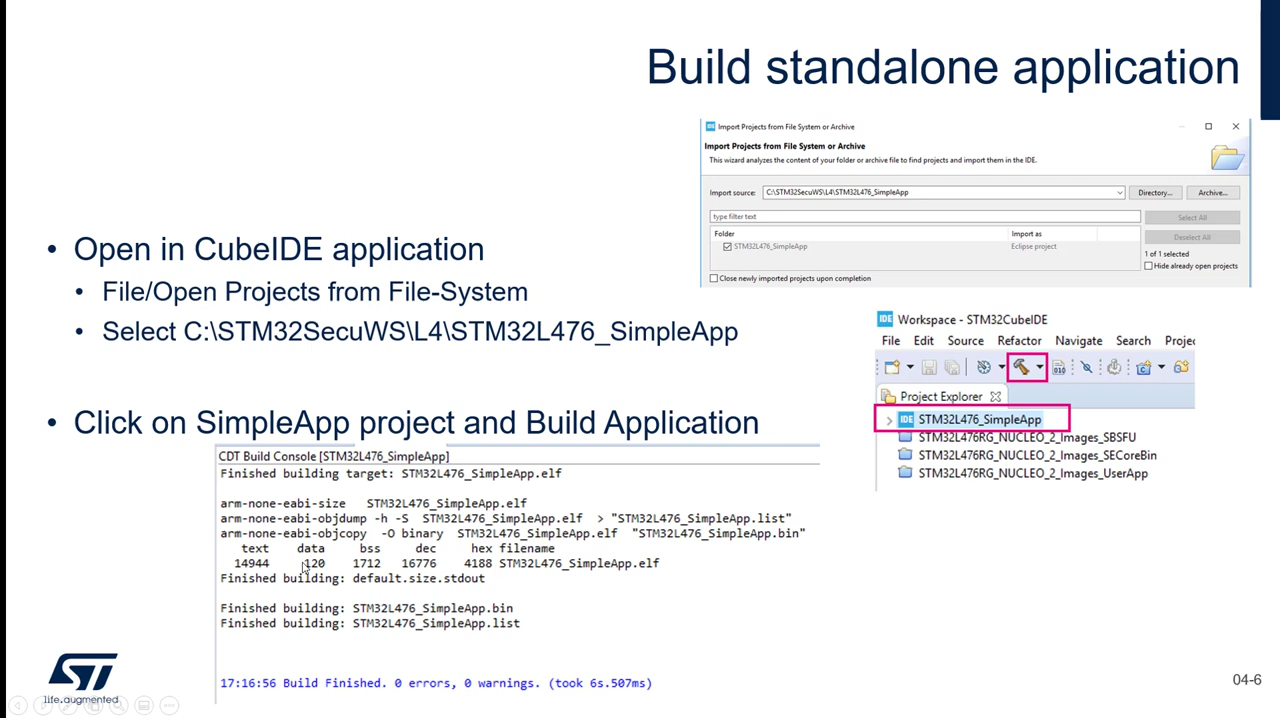 Build standalone application
IDE Import Projects from File System or Archive
Import Projects from File System or Archive
This wizard analyzes the content of your folder or archive file to find projects and import them in the IDE.
Import source: C:\STM32SecuWS\L4\STM32L476_SimpleApp Directory... Archive...
type filter text Select All
Folder Import as Deselect All
STM32L476_SimpleApp Eclipse project
1 of 1 selected
Hide already open projects
Close newly imported projects upon completion
• Open in CubeIDE application
• File/Open Projects from File-System
• Select C:\STM32SecuWS\L4\STM32L476_SimpleApp
IDE Workspace - STM32CubeIDE
File Edit Source Refactor Navigate Search Projec
010
Project Explorer
IDE STM32L476_SimpleApp
STM32L476RG_NUCLEO_2_Images_SBSFU
STM32L476RG_NUCLEO_2_Images_SECoreBin
STM32L476RG_NUCLEO_2_Images_UserApp
• Click on SimpleApp project and Build Application
CDT Build Console [STM32L476_SimpleApp]
Finished building target: STM32L476_SimpleApp.elf
arm-none-eabi-size STM32L476_SimpleApp.elf
arm-none-eabi-objdump -h -S STM32L476_SimpleApp.elf > "STM32L476_SimpleApp.list"
arm-none-eabi-objcopy -O binary STM32L476_SimpleApp.elf "STM32L476_SimpleApp.bin"
text data bss dec hex filename
14944 120 1712 16776 4188 STM32L476_SimpleApp.elf
Finished building: default.size.stdout
Finished building: STM32L476_SimpleApp.bin
Finished building: STM32L476_SimpleApp.list
17:16:56 Build Finished. 0 errors, 0 warnings. (took 6s.507ms)
ST
life.augmented
04-6